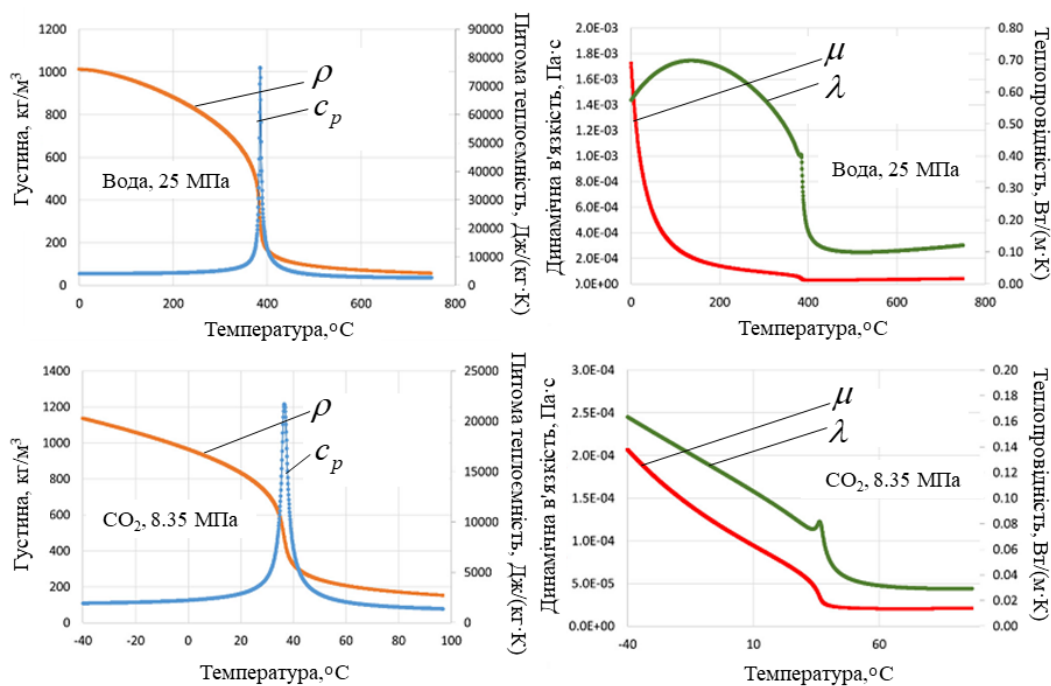 Густина, кг/м³
1200
1000
800
600
400
200
0
ρ
c_p
Вода, 25 МПа
90000
80000
70000
60000
50000
40000
30000
20000
10000
0
Питома теплоємність, Дж/(кг·К)
0 200 400 600 800
Температура,°С
Динамічна в'язкість, Па·с
2.0E-03
1.8E-03
1.6E-03
1.4E-03
1.2E-03
1.0E-03
8.0E-04
6.0E-04
4.0E-04
2.0E-04
0.0E+00
μ
λ
Вода, 25 МПа
0.80
0.70
0.60
0.50
0.40
0.30
0.20
0.10
0.00
Теплопровідність, Вт/(м·К)
0 200 400 600 800
Температура,°С
Густина, кг/м³
1400
1200
1000
800
600
400
200
0
ρ
c_p
CO₂, 8.35 МПа
25000
20000
15000
10000
5000
0
Питома теплоємність, Дж/(кг·К)
-40 -20 0 20 40 60 80 100
Температура,°С
Динамічна в'язкість, Па·с
3.0E-04
2.5E-04
2.0E-04
1.5E-04
1.0E-04
5.0E-05
0.0E+00
μ
λ
CO₂, 8.35 МПа
0.20
0.18
0.16
0.14
0.12
0.10
0.08
0.06
0.04
0.02
0.00
Теплопровідність, Вт/(м·К)
-40 10 60
Температура,°С